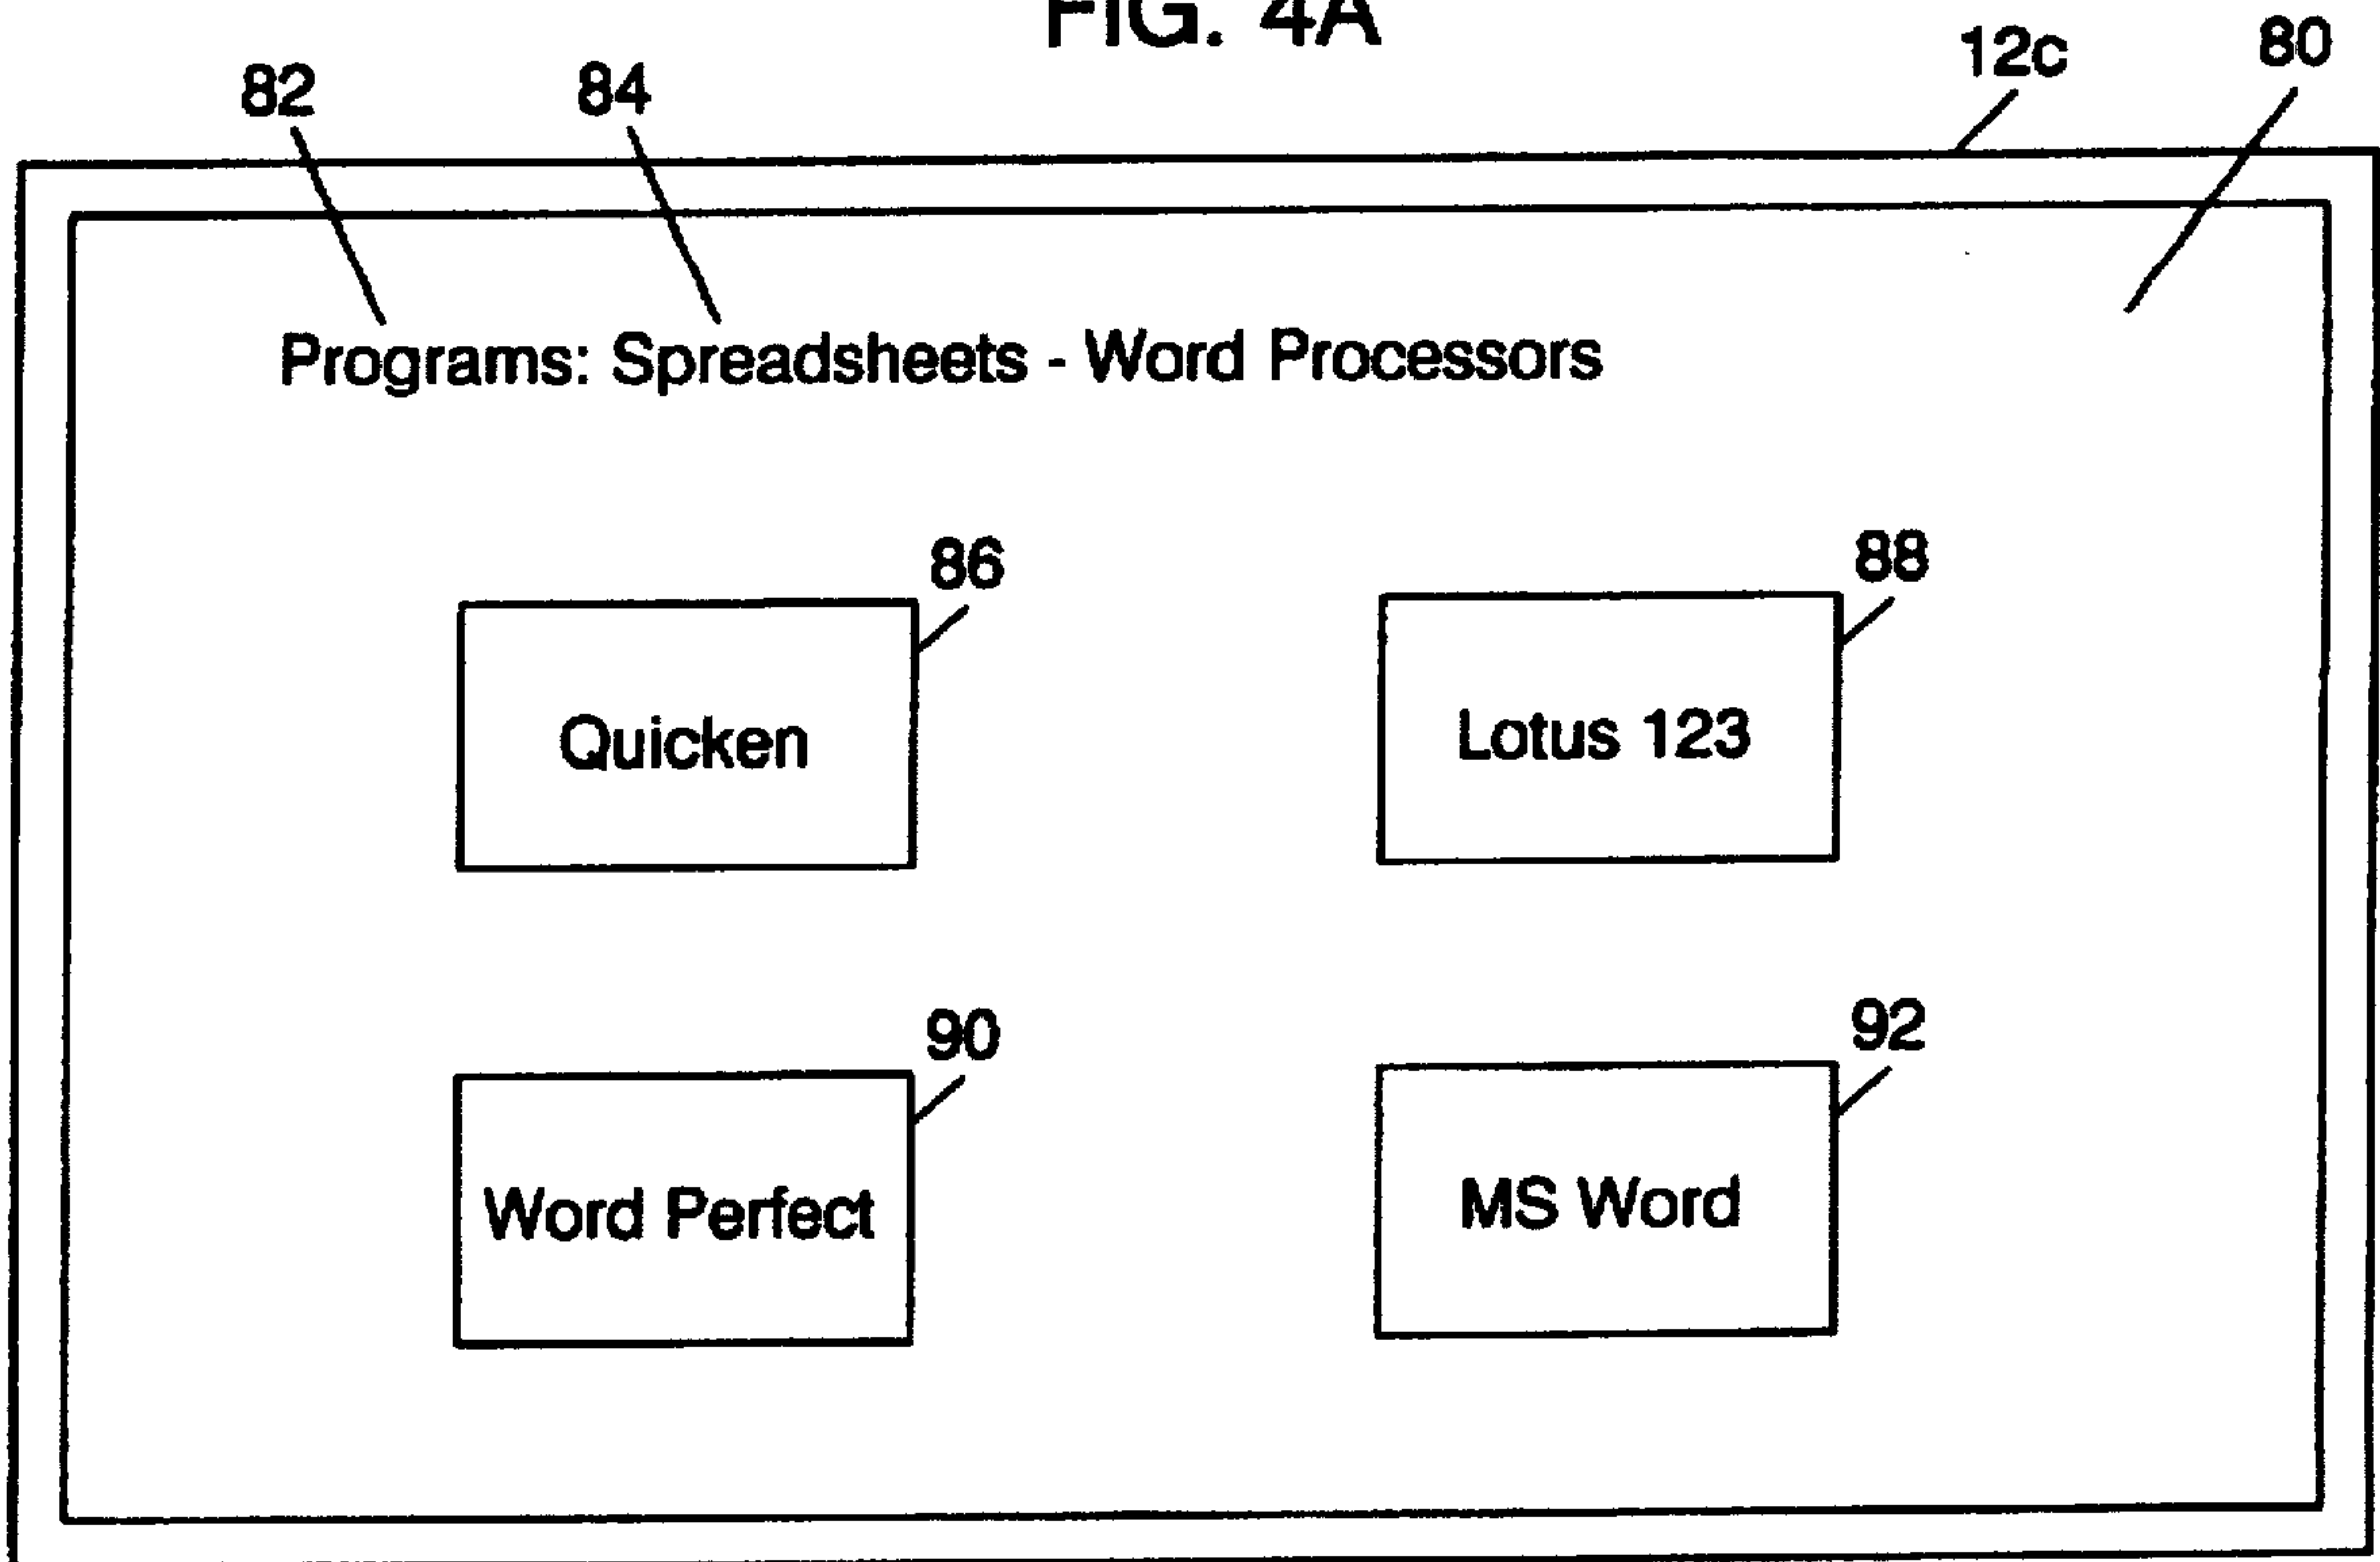 FIG. 4A
82 84 12c 80
Programs: Spreadsheets - Word Processors
86 88
Quicken Lotus 123
90 92
Word Perfect MS Word